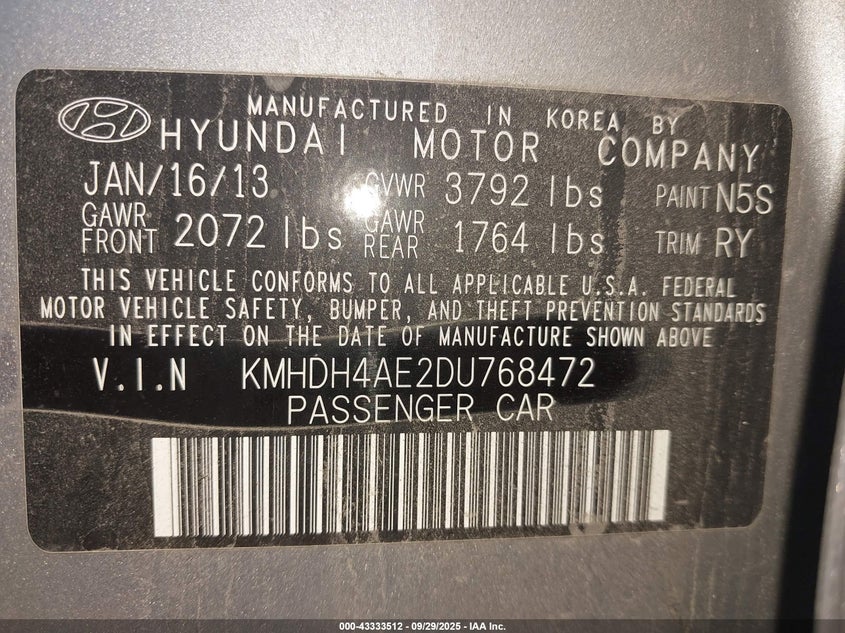 MANUFACTURED IN KOREA BY
HYUNDAI MOTOR COMPANY
JAN/16/13 GVWR 3792 lbs PAINT N5S
GAWR FRONT 2072 lbs GAWR REAR 1764 lbs TRIM RY
THIS VEHICLE CONFORMS TO ALL APPLICABLE U.S.A. FEDERAL
MOTOR VEHICLE SAFETY, BUMPER, AND THEFT PREVENTION STANDARDS
IN EFFECT ON THE DATE OF MANUFACTURE SHOWN ABOVE
V.I.N KMHDH4AE2DU768472
PASSENGER CAR
000-43333512 - 09/29/2025 - IAA Inc.